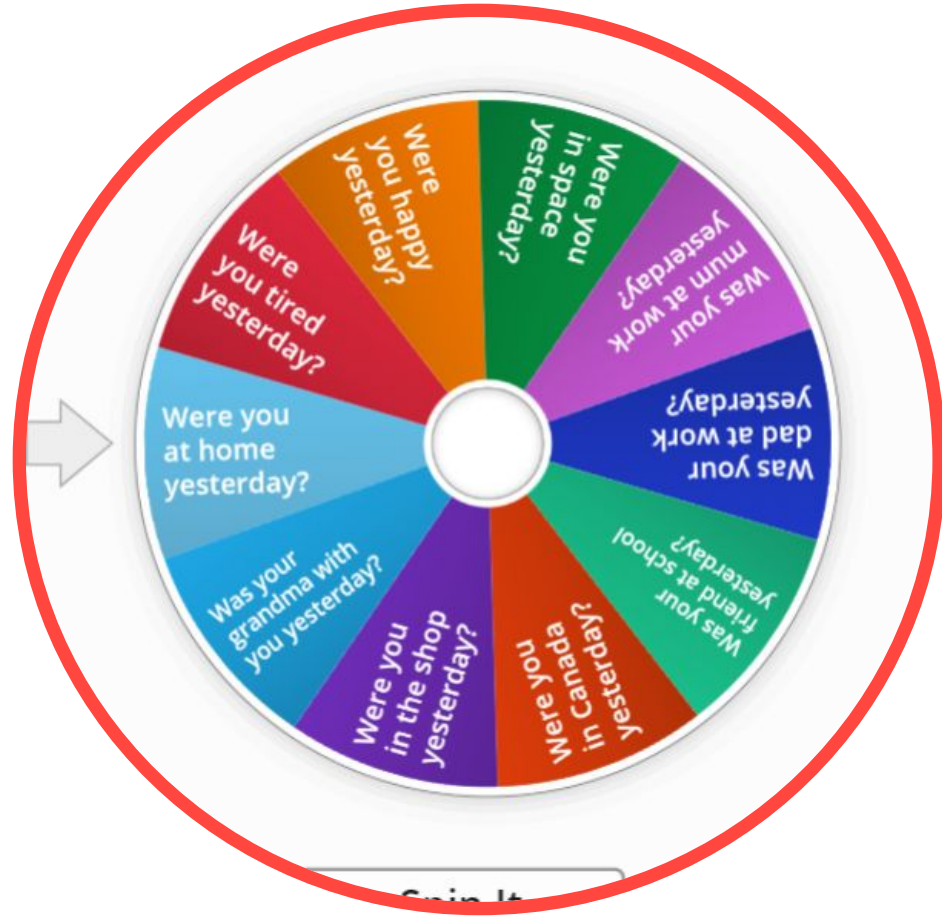 Were you
in space
yesterday?
Was your
mum at work
yesterday?
Was your
dad at work
yesterday?
Was your
friend at school
yesterday?
Were you
in Canada
yesterday?
Were you
in the shop
yesterday?
Was your
grandma with
you yesterday?
Were you
at home
yesterday?
Were
you tired
yesterday?
Were
you happy
yesterday?
Spin It